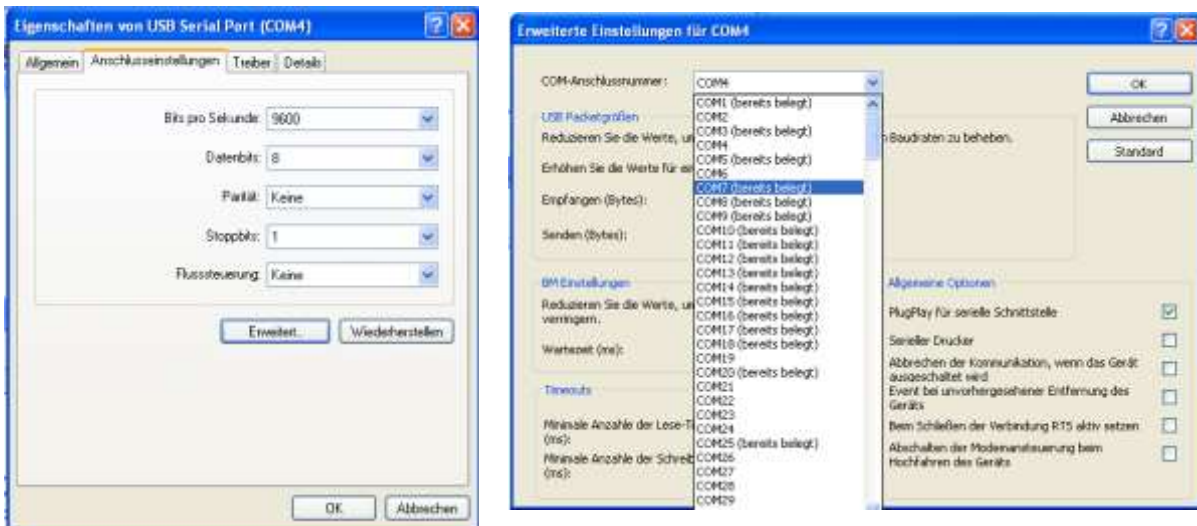 Eigenschaften von USB Serial Port (COM4)
Allgemein Anschlusseinstellungen Treiber Details
Bits pro Sekunde: 9600
Datenbits: 8
Parität: Keine
Stoppbits: 1
Flusssteuerung: Keine
Erweitert... Wiederherstellen
OK Abbrechen
Erweiterte Einstellungen für COM4
COM-Anschlussnummer: COM4
OK
Abbrechen
Standard
COM1 (bereits belegt)
COM2
COM3 (bereits belegt)
COM4
COM5 (bereits belegt)
COM6
COM7 (bereits belegt)
COM8 (bereits belegt)
COM9 (bereits belegt)
COM10 (bereits belegt)
COM11 (bereits belegt)
COM12 (bereits belegt)
COM13 (bereits belegt)
COM14 (bereits belegt)
COM15 (bereits belegt)
COM16 (bereits belegt)
COM17 (bereits belegt)
COM18 (bereits belegt)
COM19
COM20 (bereits belegt)
COM21
COM22
COM23
COM24
COM25 (bereits belegt)
COM26
COM27
COM28
COM29
USB Packetgrößen
Reduzieren Sie die Werte, un
n Baudraten zu beheben.
Erhöhen Sie die Werte für ei
Empfangen (Bytes):
Senden (Bytes):
BM Einstellungen
Reduzieren Sie die Werte, un
verringern.
Wartezeit (ms):
Timeouts
Minimale Anzahle der Lese-Ti
(ms):
Minimale Anzahle der Schreib
(ms):
Allgemeine Optionen
PlugPlay für serielle Schnittstelle
Serieller Drucker
Abbrechen der Kommunikation, wenn das Gerät
ausgeschaltet wird
Event bei unvorhergesehener Entfernung des
Geräts
Beim Schließen der Verbindung RTS aktiv setzen
Abschalten der Modemansteuerung beim
Hochfahren des Geräts